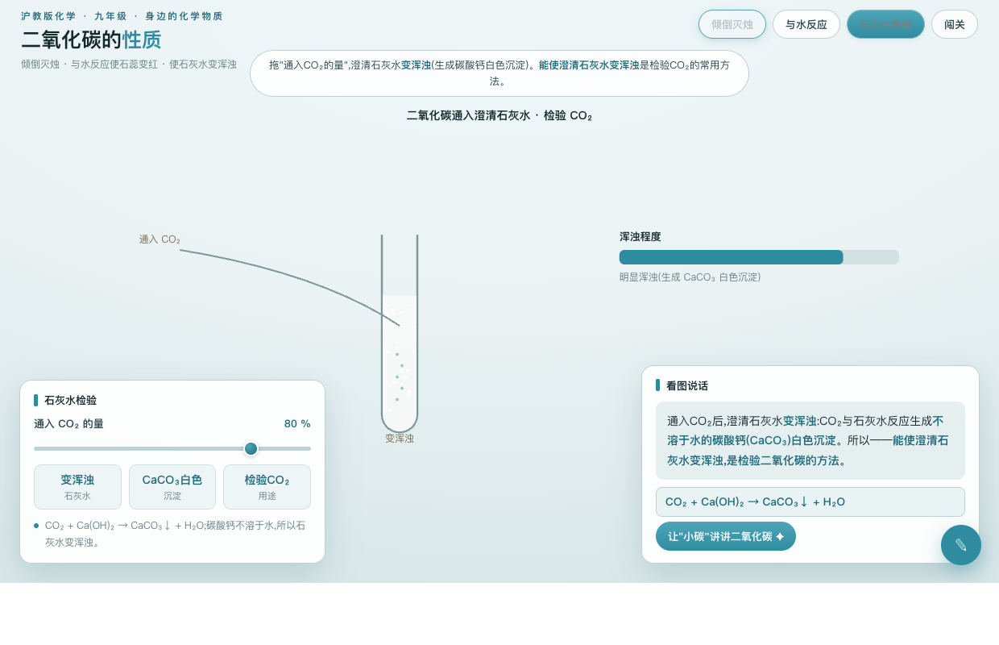 沪教版化学 · 九年级 · 身边的化学物质
二氧化碳的性质
倾倒灭烛 · 与水反应使石蕊变红 · 使石灰水变浑浊
倾倒灭烛
与水反应
闯关
拖"通入CO₂的量",澄清石灰水变浑浊(生成碳酸钙白色沉淀)。能使澄清石灰水变浑浊是检验CO₂的常用方
法。
二氧化碳通入澄清石灰水 · 检验 CO₂
通入 CO₂
变浑浊
浑浊程度
明显浑浊(生成 CaCO₃ 白色沉淀)
石灰水检验
通入 CO₂ 的量
80 %
变浑浊
石灰水
CaCO₃白色
沉淀
检验CO₂
用途
CO₂ + Ca(OH)₂ → CaCO₃↓ + H₂O;碳酸钙不溶于水,所以石
灰水变浑浊。
看图说话
通入CO₂后,澄清石灰水变浑浊:CO₂与石灰水反应生成不
溶于水的碳酸钙(CaCO₃)白色沉淀。所以——能使澄清石
灰水变浑浊,是检验二氧化碳的方法。
CO₂ + Ca(OH)₂ → CaCO₃↓ + H₂O
让"小碳"讲讲二氧化碳 ✦